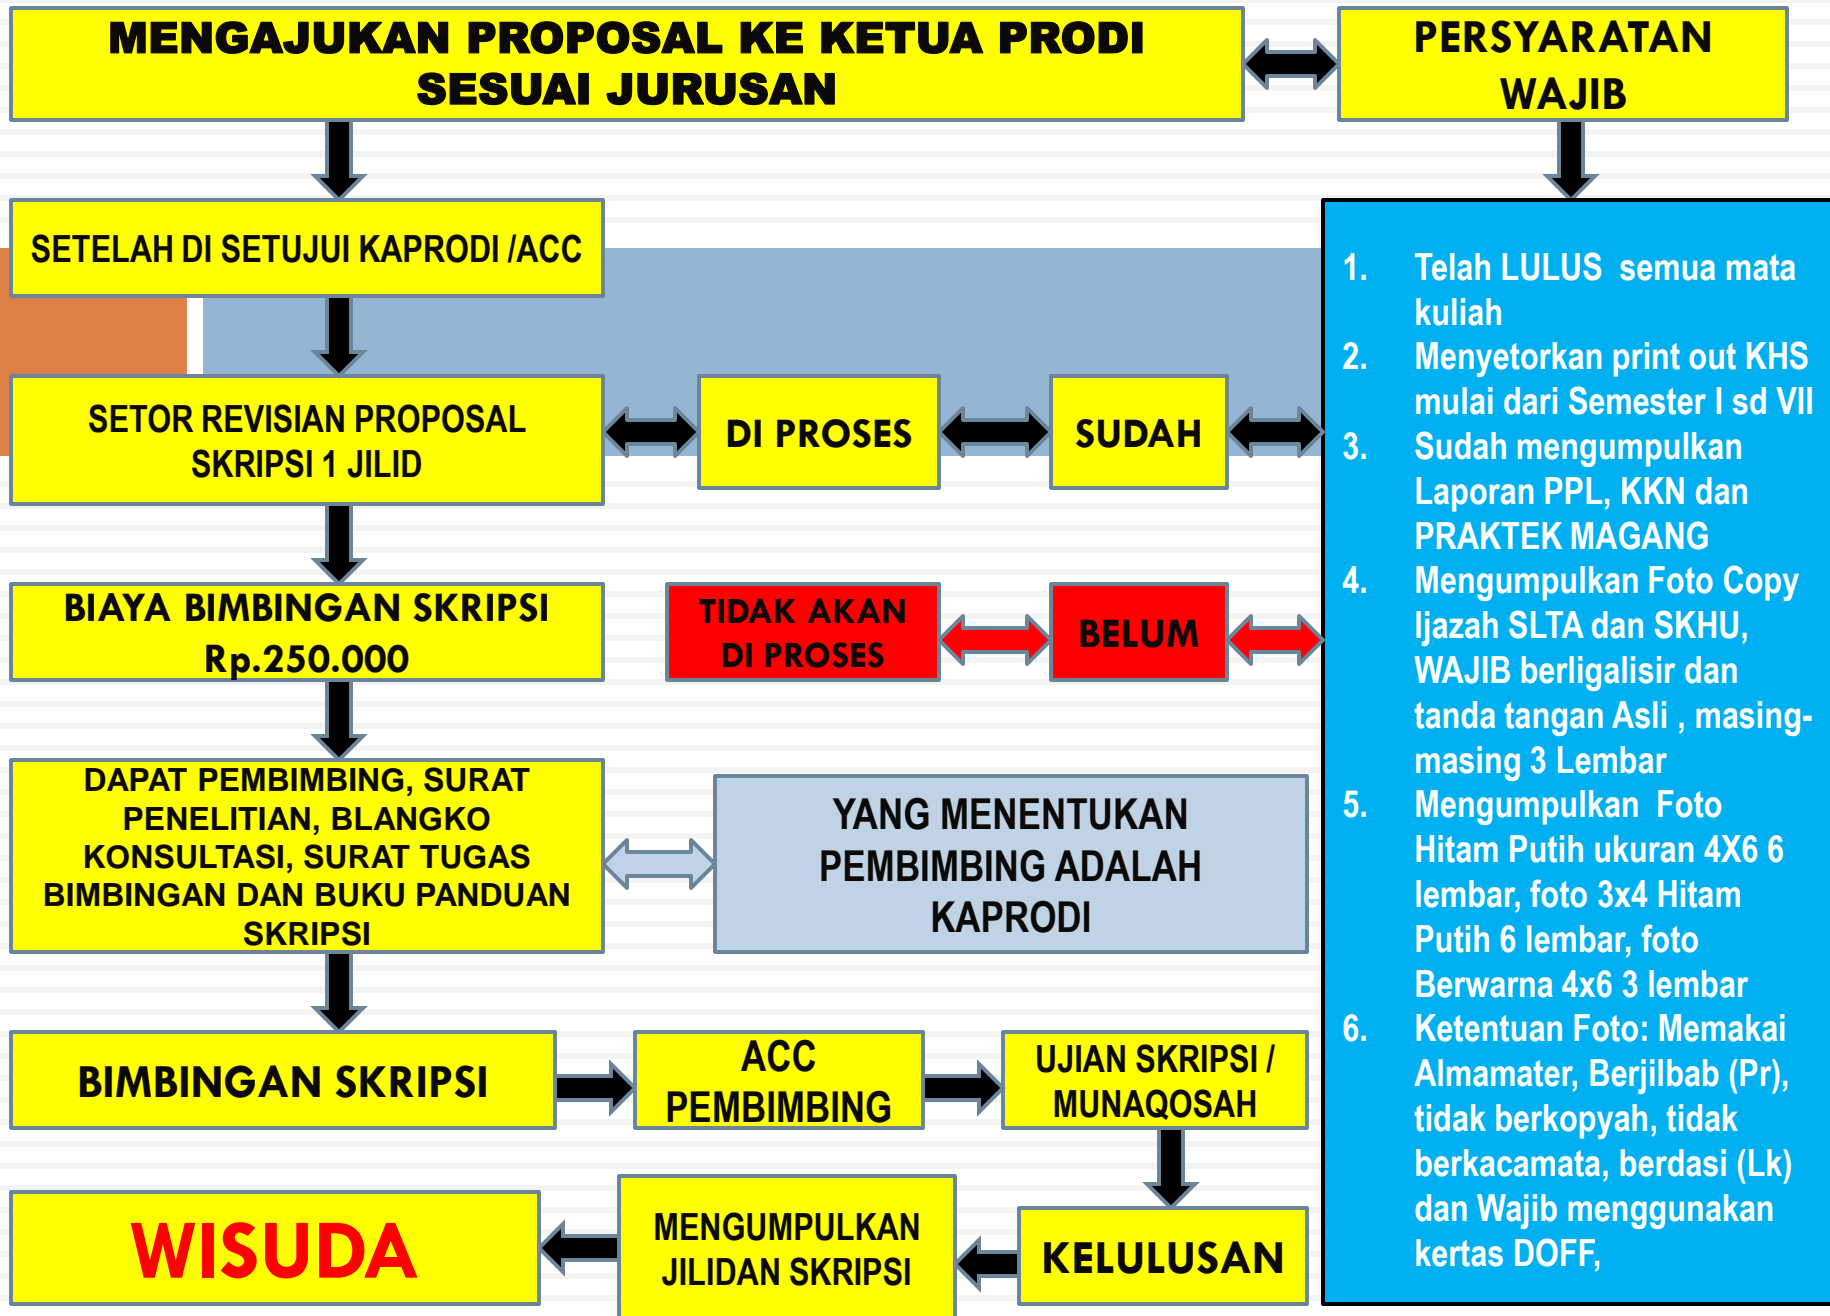 MENGAJUKAN PROPOSAL KE KETUA PRODI
SESUAI JURUSAN
PERSYARATAN
WAJIB
SETELAH DI SETUJUI KAPRODI /ACC
SETOR REVISIAN PROPOSAL
SKRIPSI 1 JILID
DI PROSES
SUDAH
BIAYA BIMBINGAN SKRIPSI
Rp.250.000
TIDAK AKAN
DI PROSES
BELUM
DAPAT PEMBIMBING, SURAT
PENELITIAN, BLANGKO
KONSULTASI, SURAT TUGAS
BIMBINGAN DAN BUKU PANDUAN
SKRIPSI
YANG MENENTUKAN
PEMBIMBING ADALAH
KAPRODI
BIMBINGAN SKRIPSI
ACC
PEMBIMBING
UJIAN SKRIPSI /
MUNAQOSAH
KELULUSAN
MENGUMPULKAN
JILIDAN SKRIPSI
WISUDA
1. Telah LULUS semua mata
kuliah
2. Menyetorkan print out KHS
mulai dari Semester I sd VII
3. Sudah mengumpulkan
Laporan PPL, KKN dan
PRAKTEK MAGANG
4. Mengumpulkan Foto Copy
Ijazah SLTA dan SKHU,
WAJIB berligalisir dan
tanda tangan Asli , masing-
masing 3 Lembar
5. Mengumpulkan Foto
Hitam Putih ukuran 4X6 6
lembar, foto 3x4 Hitam
Putih 6 lembar, foto
Berwarna 4x6 3 lembar
6. Ketentuan Foto: Memakai
Almamater, Berjilbab (Pr),
tidak berkopyah, tidak
berkacamata, berdasi (Lk)
dan Wajib menggunakan
kertas DOFF,